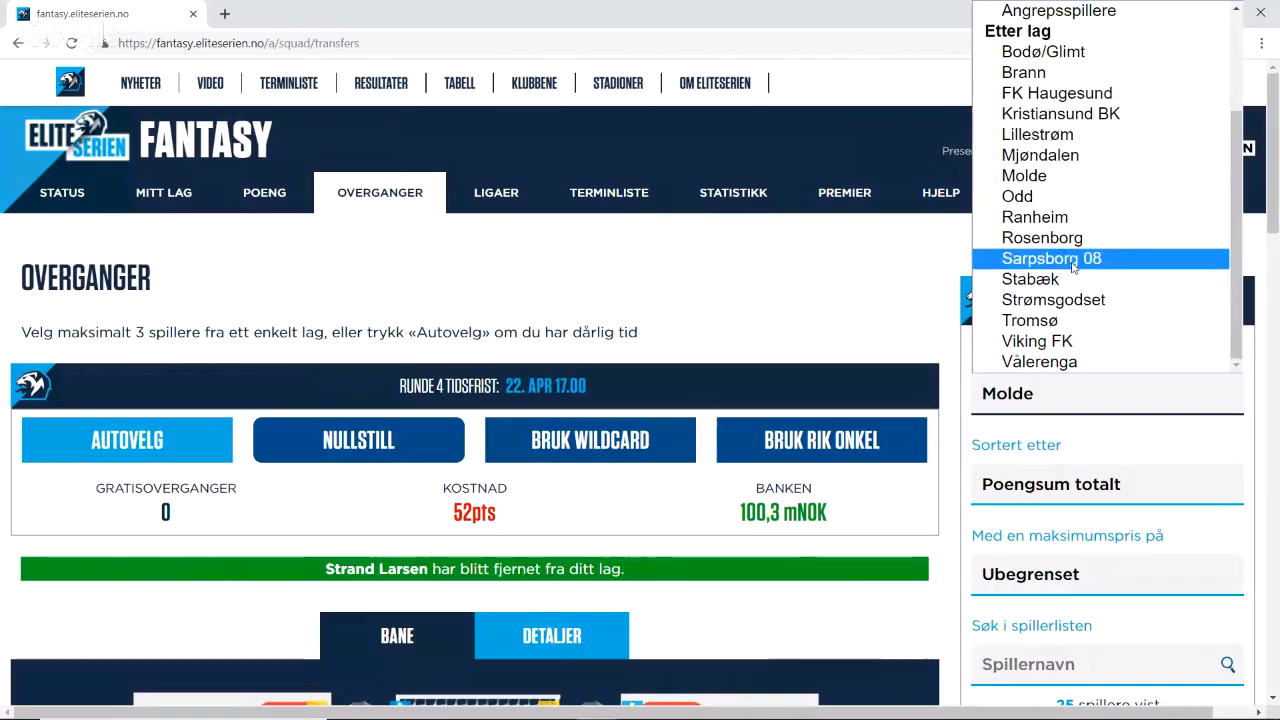 fantasy.eliteserien.no
https://fantasy.eliteserien.no/a/squad/transfers
NYHETER
VIDEO
TERMINLISTE
RESULTATER
TABELL
KLUBBENE
STADIONER
OM ELITESERIEN
ELITE
SERIEN
FANTASY
Prese
N
STATUS
MITT LAG
POENG
OVERGANGER
LIGAER
TERMINLISTE
STATISTIKK
PREMIER
HJELP
OVERGANGER
Velg maksimalt 3 spillere fra ett enkelt lag, eller trykk «Autovelg» om du har dårlig tid
RUNDE 4 TIDSFRIST: 22. APR 17.00
AUTOVELG
NULLSTILL
BRUK WILDCARD
BRUK RIK ONKEL
GRATISOVERGANGER
0
KOSTNAD
52pts
BANKEN
100,3 mNOK
Strand Larsen har blitt fjernet fra ditt lag.
BANE
DETALJER
Angrepsspillere
Etter lag
Bodø/Glimt
Brann
FK Haugesund
Kristiansund BK
Lillestrøm
Mjøndalen
Molde
Odd
Ranheim
Rosenborg
Sarpsborg 08
Stabæk
Strømsgodset
Tromsø
Viking FK
Vålerenga
Molde
Sortert etter
Poengsum totalt
Med en maksimumspris på
Ubegrenset
Søk i spillerlisten
Spillernavn
25 spillere vist